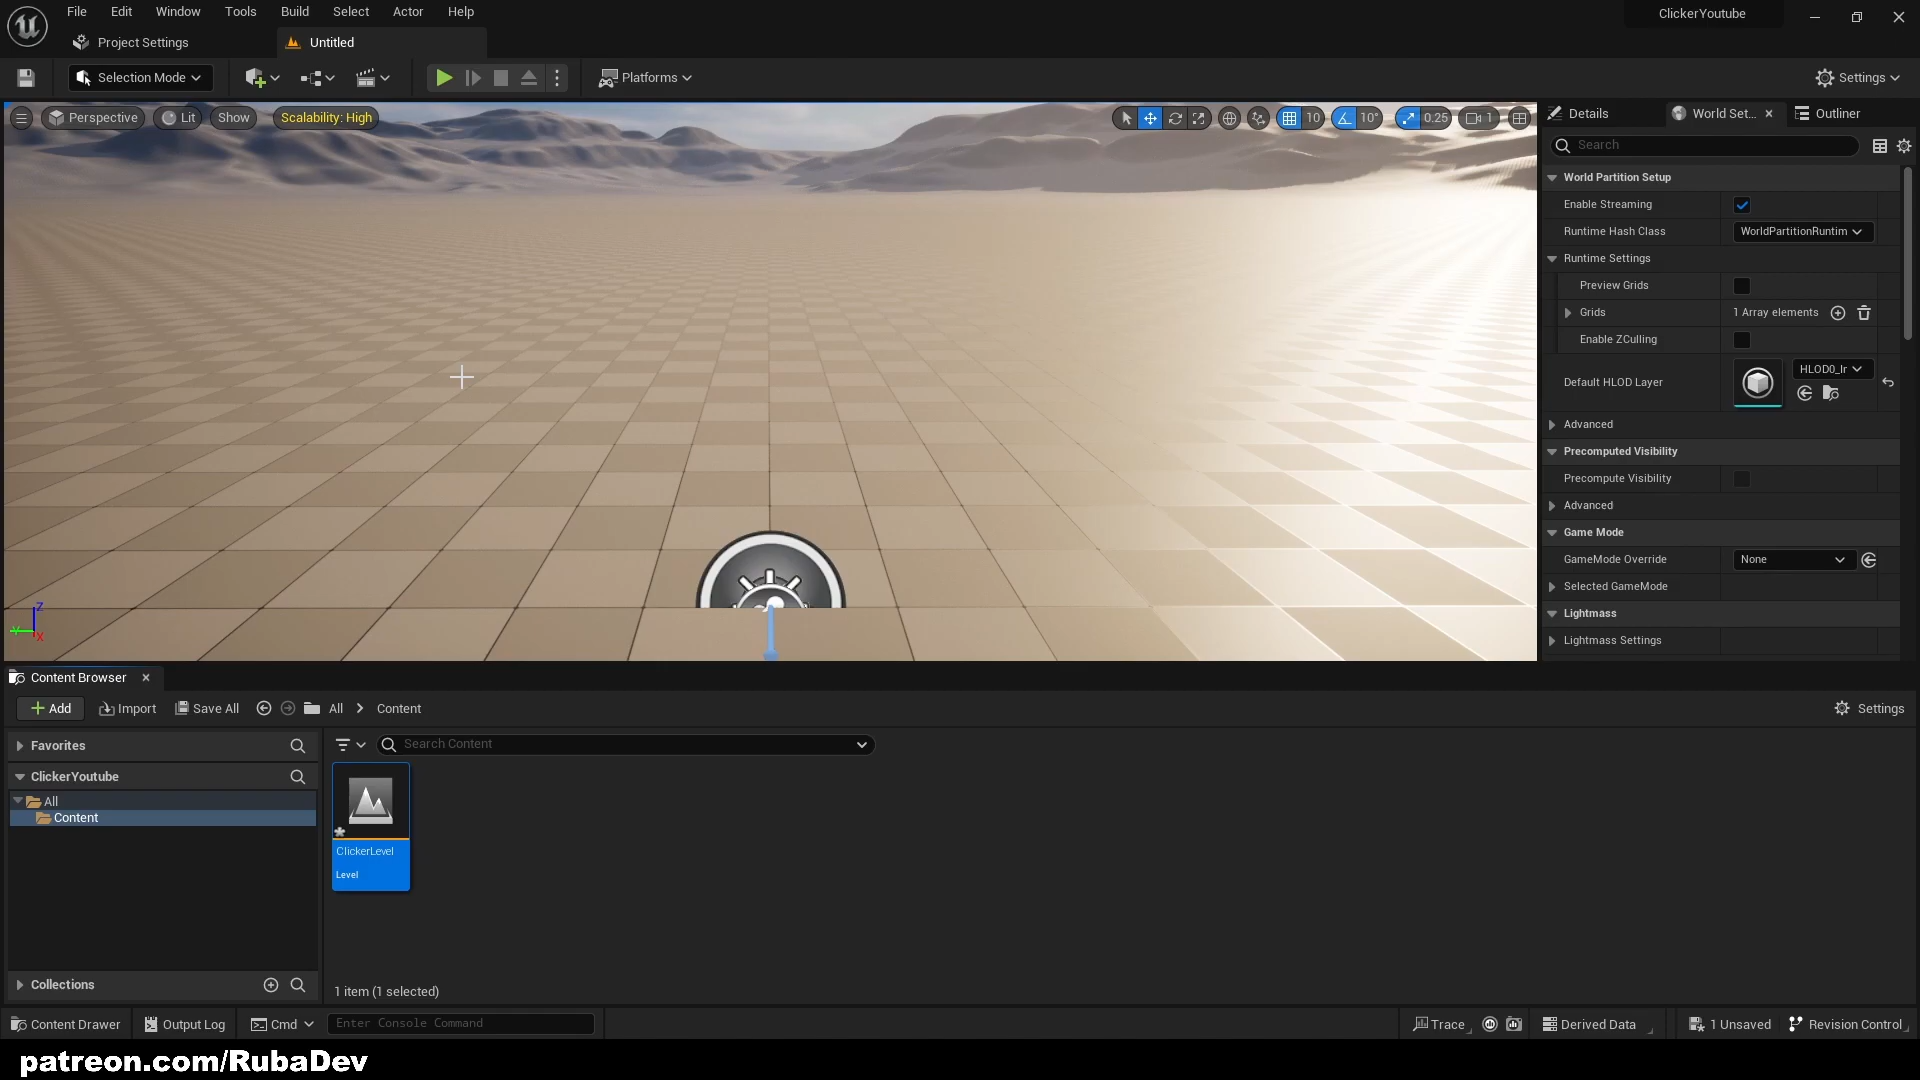 File Edit Window Tools Build Select Actor Help
ClickerYoutube
Project Settings
Untitled
Selection Mode
Platforms
Settings
Perspective
Lit
Show
Scalability: High
10
10°
0.25
1
Details
World Set...
Outliner
Search
World Partition Setup
Enable Streaming
Runtime Hash Class
WorldPartitionRuntim
Runtime Settings
Preview Grids
Grids
1 Array elements
Enable ZCulling
Default HLOD Layer
HLOD0_Ir
Advanced
Precomputed Visibility
Precompute Visibility
Advanced
Game Mode
GameMode Override
None
Selected GameMode
Lightmass
Lightmass Settings
Z
Y
X
Content Browser
Add
Import
Save All
All
Content
Settings
Favorites
Search Content
ClickerYoutube
All
Content
ClickerLevel
Level
Collections
1 item (1 selected)
Content Drawer
Output Log
Cmd
Enter Console Command
Trace
Derived Data
1 Unsaved
Revision Control
patreon.com/RubaDev